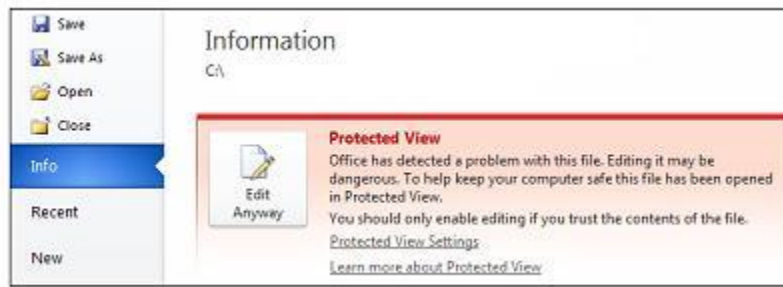 Save
Save As
Open
Close
Info
Recent
New
Information
C:\
Edit
Anyway
Protected View
Office has detected a problem with this file. Editing it may be
dangerous. To help keep your computer safe this file has been opened
in Protected View.
You should only enable editing if you trust the contents of the file.
Protected View Settings
Learn more about Protected View